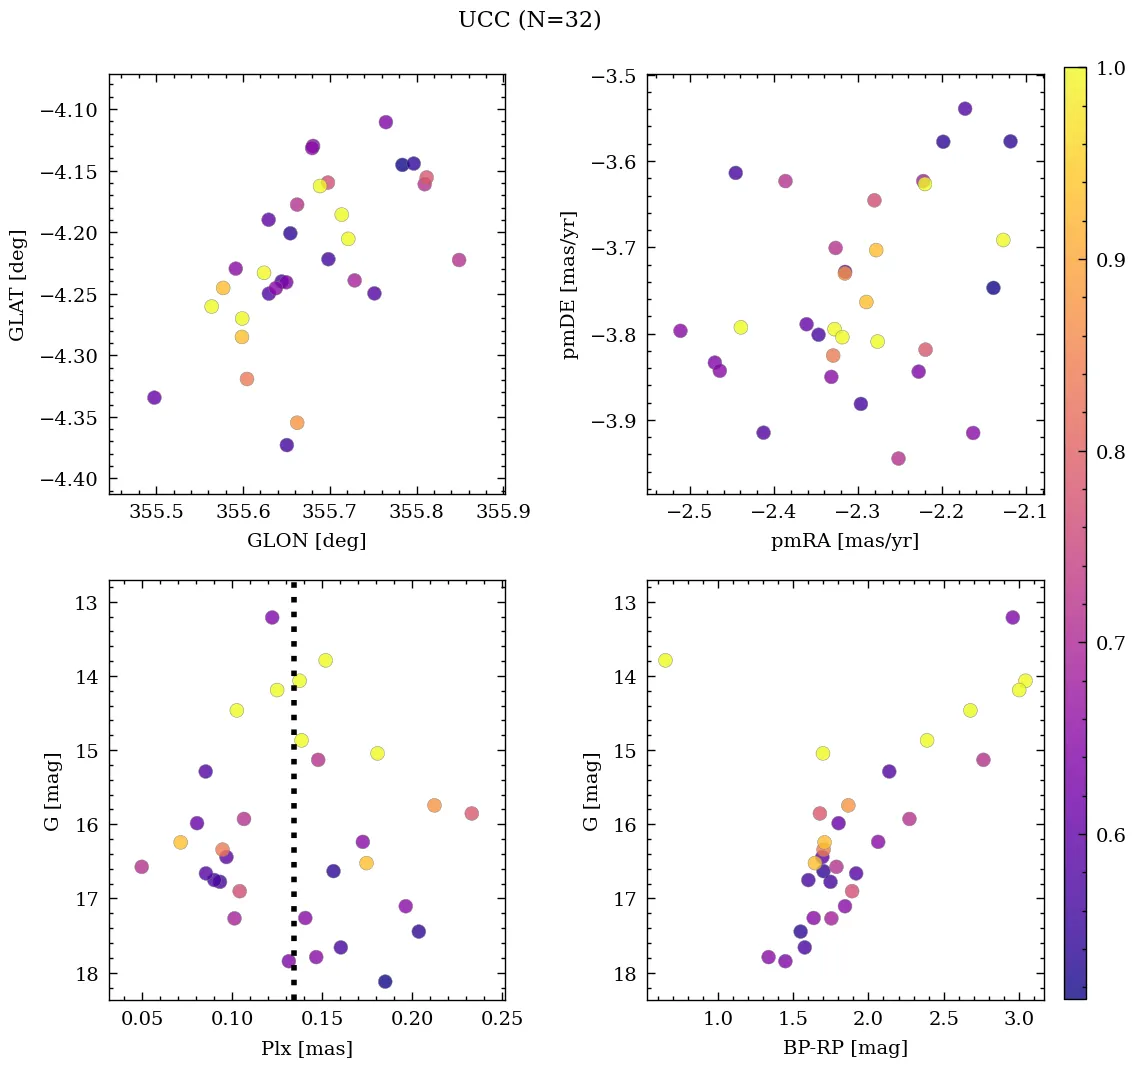 UCC (N=32)
−4.10
−4.15
−4.20
−4.25
−4.30
−4.35
−4.40
GLAT [deg]
355.5 355.6 355.7 355.8 355.9
GLON [deg]
−3.5
−3.6
−3.7
−3.8
−3.9
pmDE [mas/yr]
−2.5 −2.4 −2.3 −2.2 −2.1
pmRA [mas/yr]
13
14
15
16
17
18
G [mag]
0.05 0.10 0.15 0.20 0.25
Plx [mas]
13
14
15
16
17
18
G [mag]
1.0 1.5 2.0 2.5 3.0
BP-RP [mag]
1.0
0.9
0.8
0.7
0.6